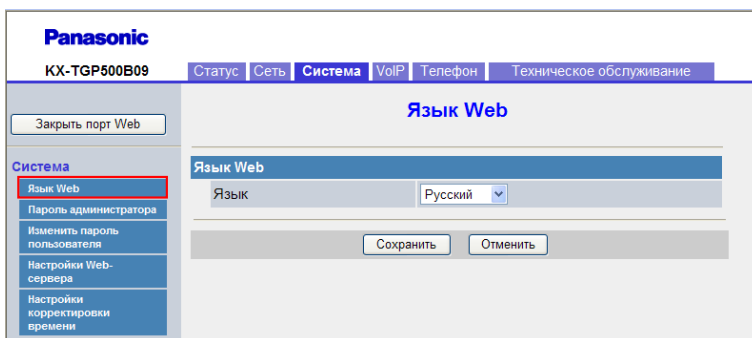 Panasonic
KX-TGP500B09
Статус Сеть Система VoIP Телефон Техническое обслуживание
Закрыть порт Web
Язык Web
Система
Язык Web
Пароль администратора
Изменить пароль
пользователя
Настройки Web-
сервера
Настройки
корректировки
времени
Язык Web
Язык Русский
Сохранить Отменить